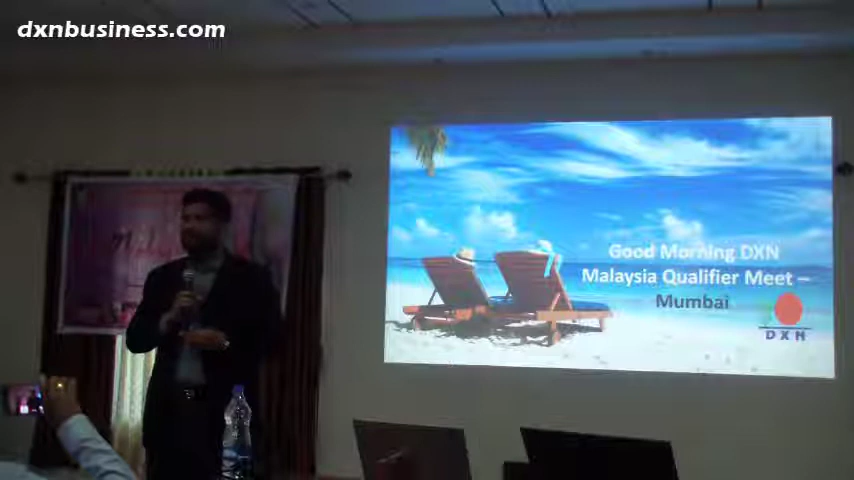 dxnbusiness.com
Good Morning DXN
Malaysia Qualifier Meet –
Mumbai
DXN